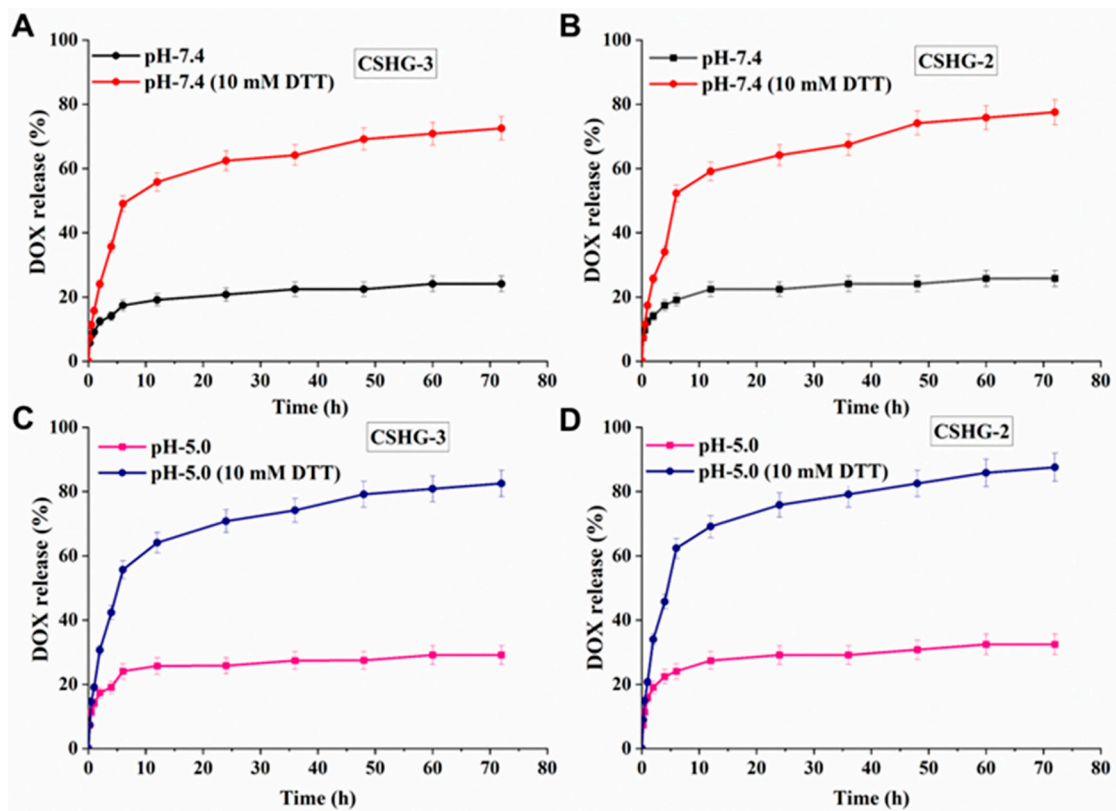 A
100
80
60
40
20
0
DOX release (%)
pH-7.4
pH-7.4 (10 mM DTT)
CSHG-3
0 10 20 30 40 50 60 70 80
Time (h)
B
100
80
60
40
20
0
DOX release (%)
pH-7.4
pH-7.4 (10 mM DTT)
CSHG-2
0 10 20 30 40 50 60 70 80
Time (h)
C
100
80
60
40
20
0
DOX release (%)
pH-5.0
pH-5.0 (10 mM DTT)
CSHG-3
0 10 20 30 40 50 60 70 80
Time (h)
D
100
80
60
40
20
0
DOX release (%)
pH-5.0
pH-5.0 (10 mM DTT)
CSHG-2
0 10 20 30 40 50 60 70 80
Time (h)